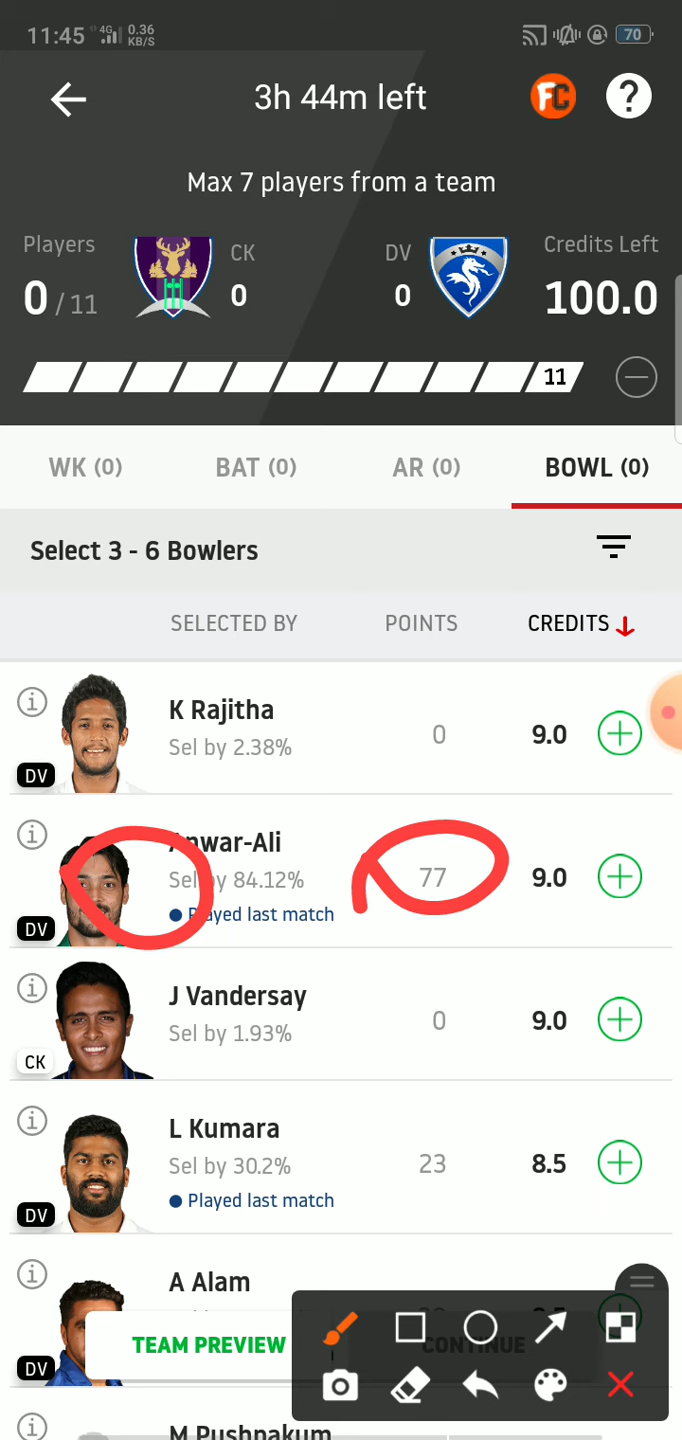 11:45 4G 0.36 KB/S 70
3h 44m left FC ?
Max 7 players from a team
Players CK DV Credits Left
0 / 11 0 0 100.0
11
WK (0) BAT (0) AR (0) BOWL (0)
Select 3 - 6 Bowlers
SELECTED BY POINTS CREDITS
K Rajitha
Sel by 2.38% 0 9.0
DV
Anwar-Ali
Sel by 84.12% 77 9.0
Played last match
DV
J Vandersay
Sel by 1.93% 0 9.0
CK
L Kumara
Sel by 30.2% 23 8.5
Played last match
DV
A Alam
TEAM PREVIEW CONTINUE
DV
M Pushpakum